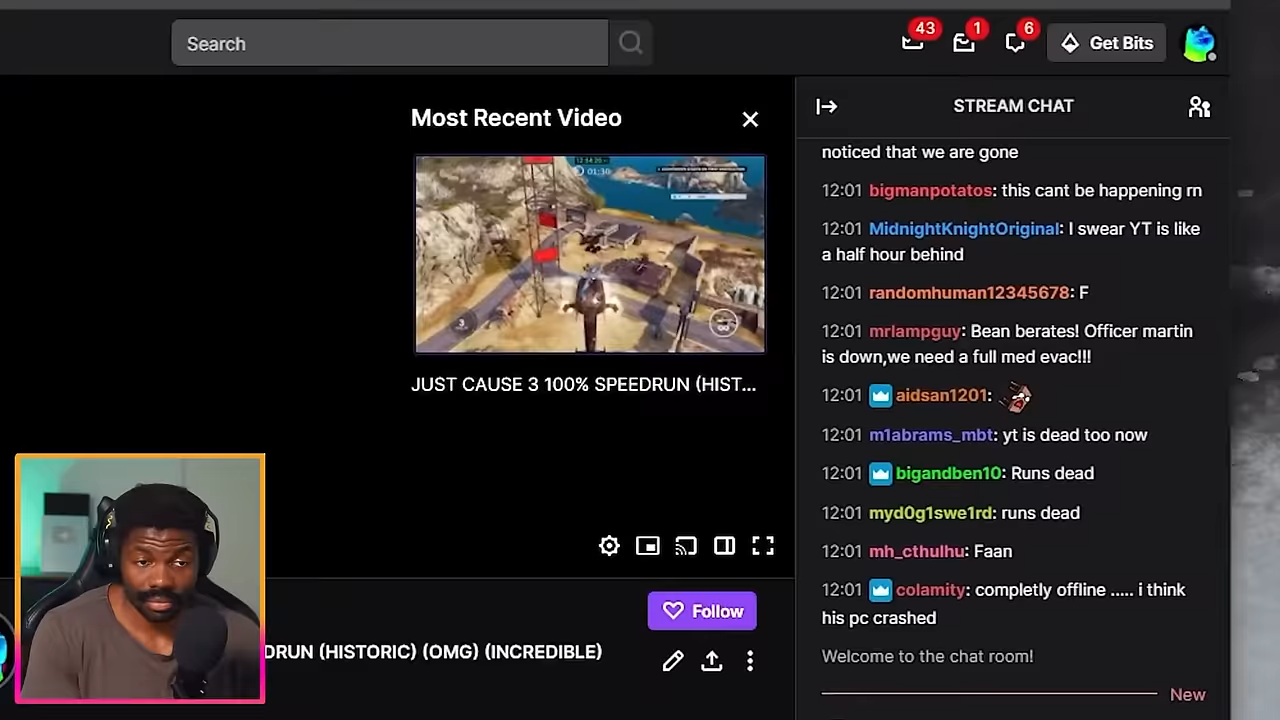 Search
43
1
6
Get Bits
Most Recent Video
STREAM CHAT
noticed that we are gone
12:01 bigmanpotatos: this cant be happening rn
12:01 MidnightKnightOriginal: I swear YT is like
a half hour behind
12:01 randomhuman12345678: F
12:01 mrlampguy: Bean berates! Officer martin
is down,we need a full med evac!!!
12:01 aidsan1201:
12:01 m1abrams_mbt: yt is dead too now
12:01 bigandben10: Runs dead
12:01 myd0g1swe1rd: runs dead
12:01 mh_cthulhu: Faan
12:01 colamity: completly offline ..... i think
his pc crashed
Welcome to the chat room!
New
01:30
3
JUST CAUSE 3 100% SPEEDRUN (HIST...
Follow
DRUN (HISTORIC) (OMG) (INCREDIBLE)